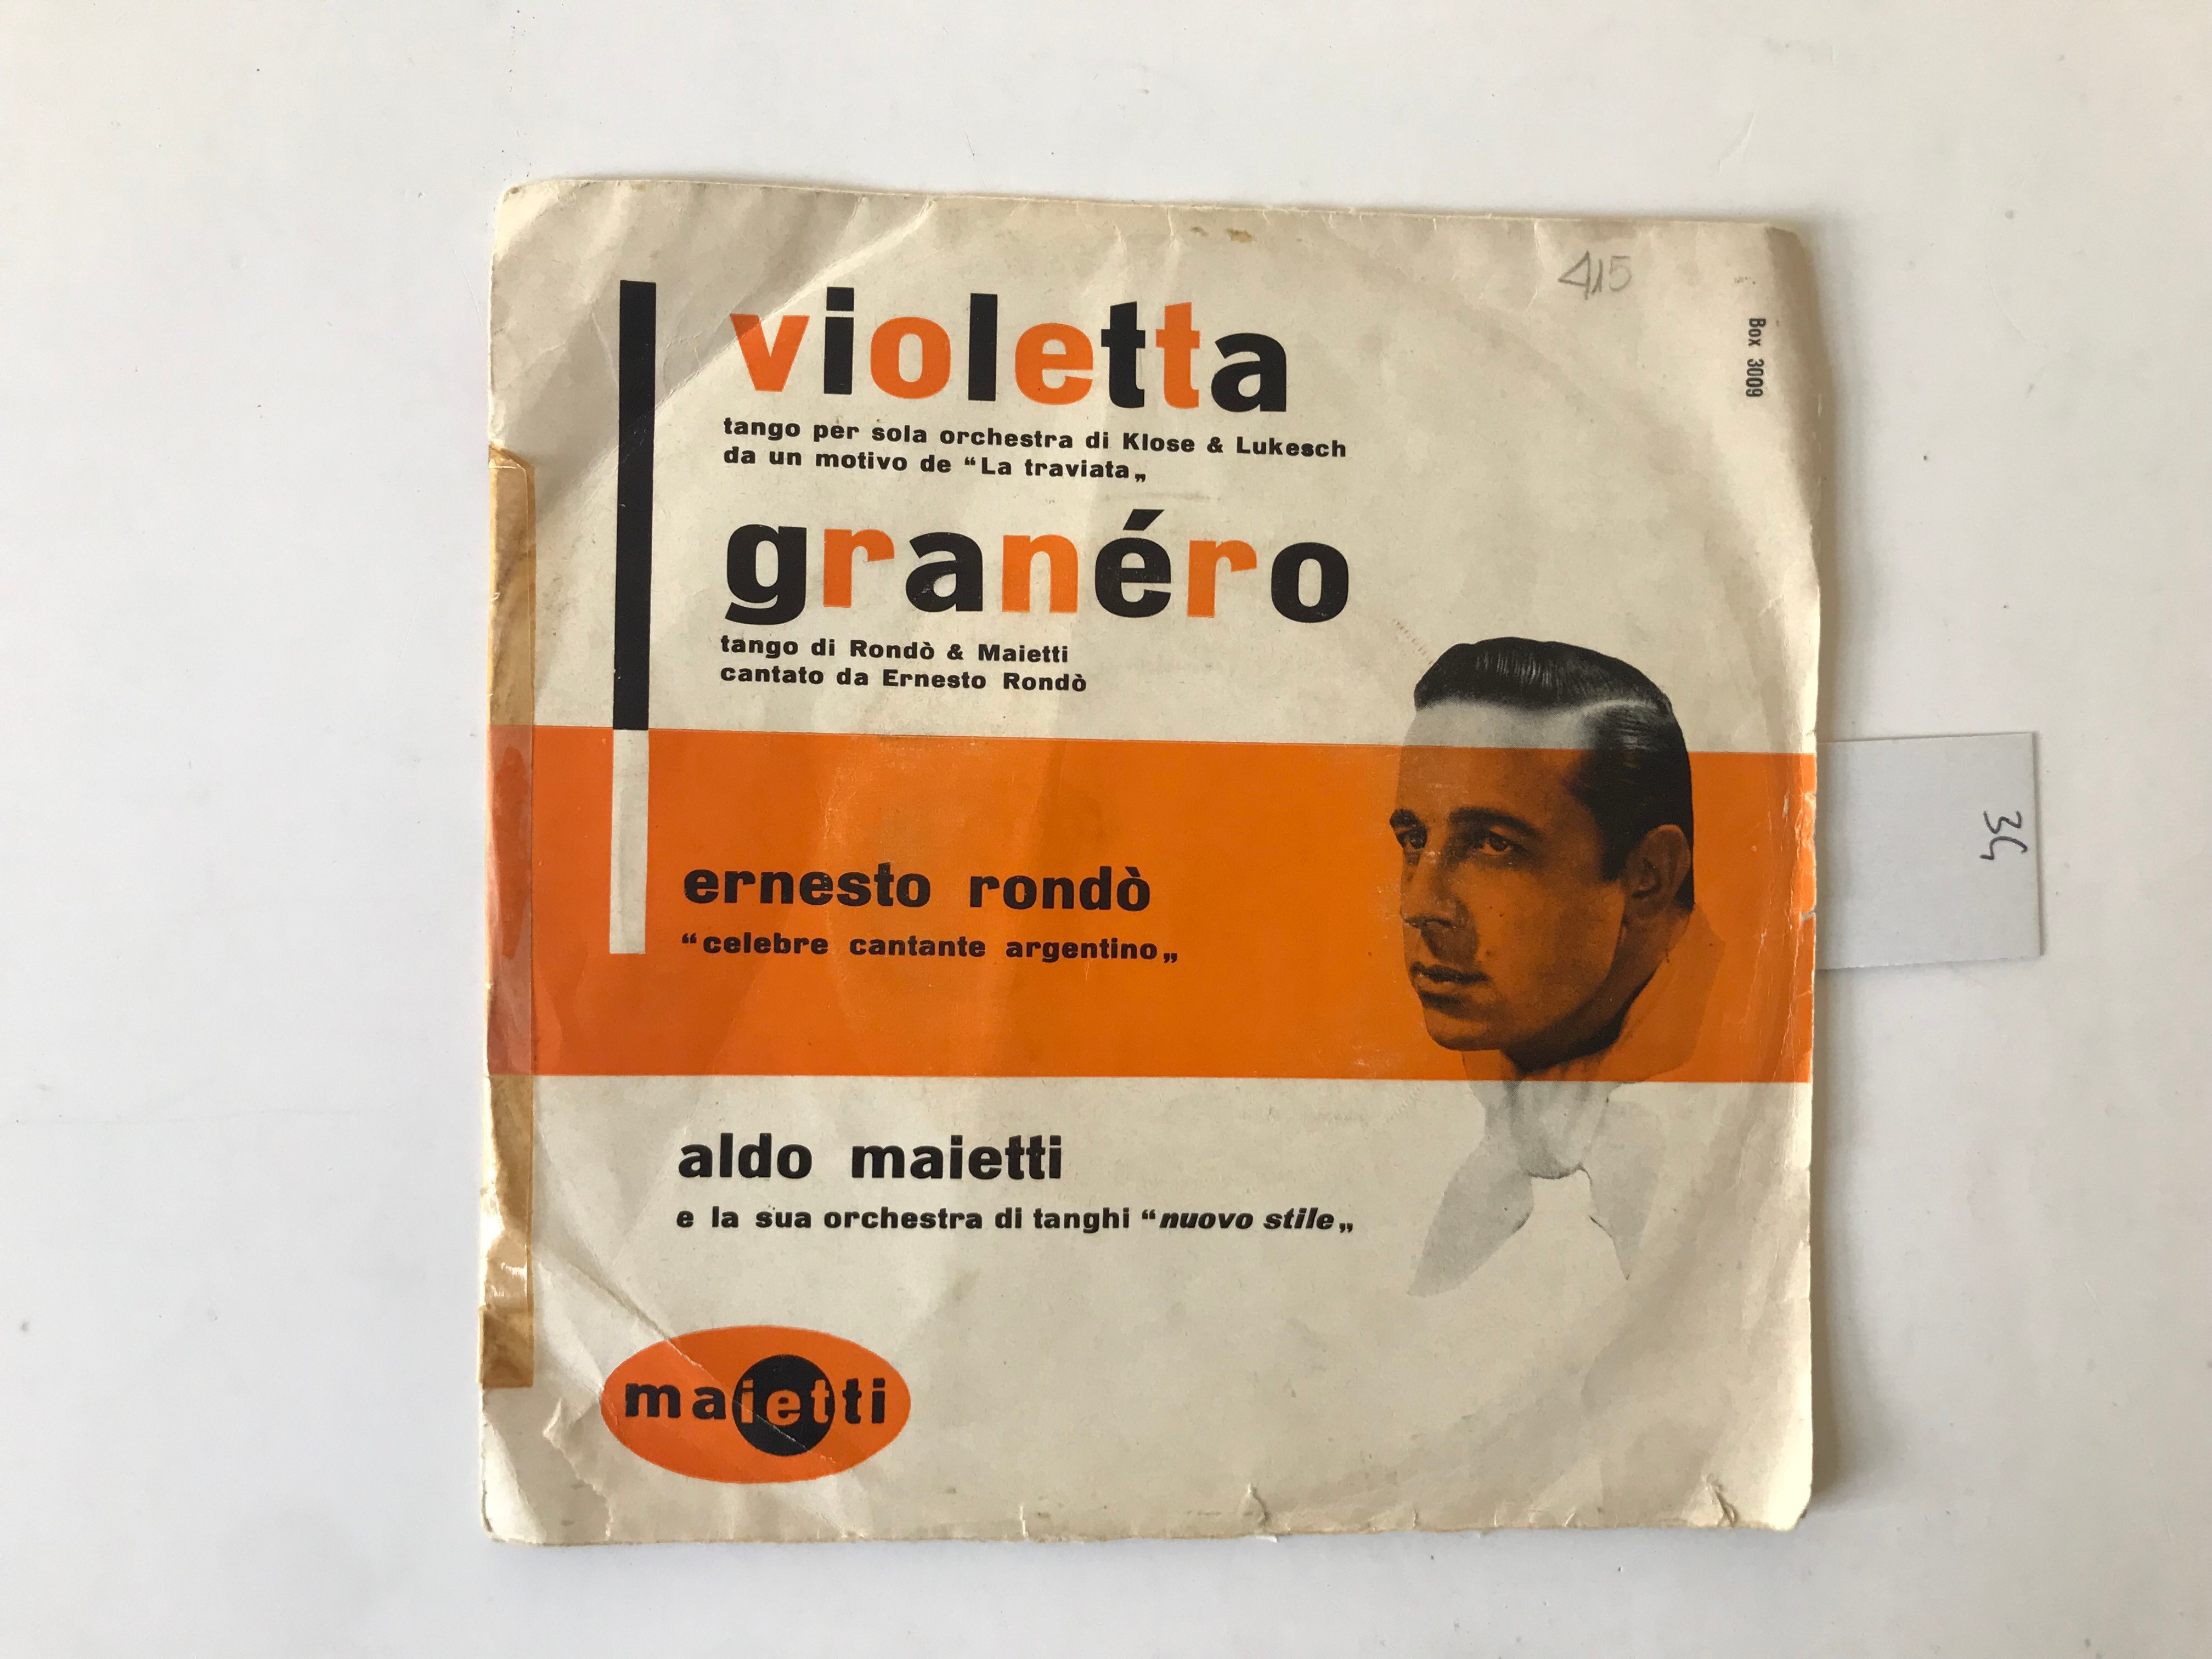 415
Box 3009
violetta
tango per sola orchestra di Klose & Lukesch
da un motivo de “La traviata„
granéro
tango di Rondò & Maietti
cantato da Ernesto Rondò
ernesto rondò
“celebre cantante argentino„
aldo maietti
e la sua orchestra di tanghi “nuovo stile„
maietti